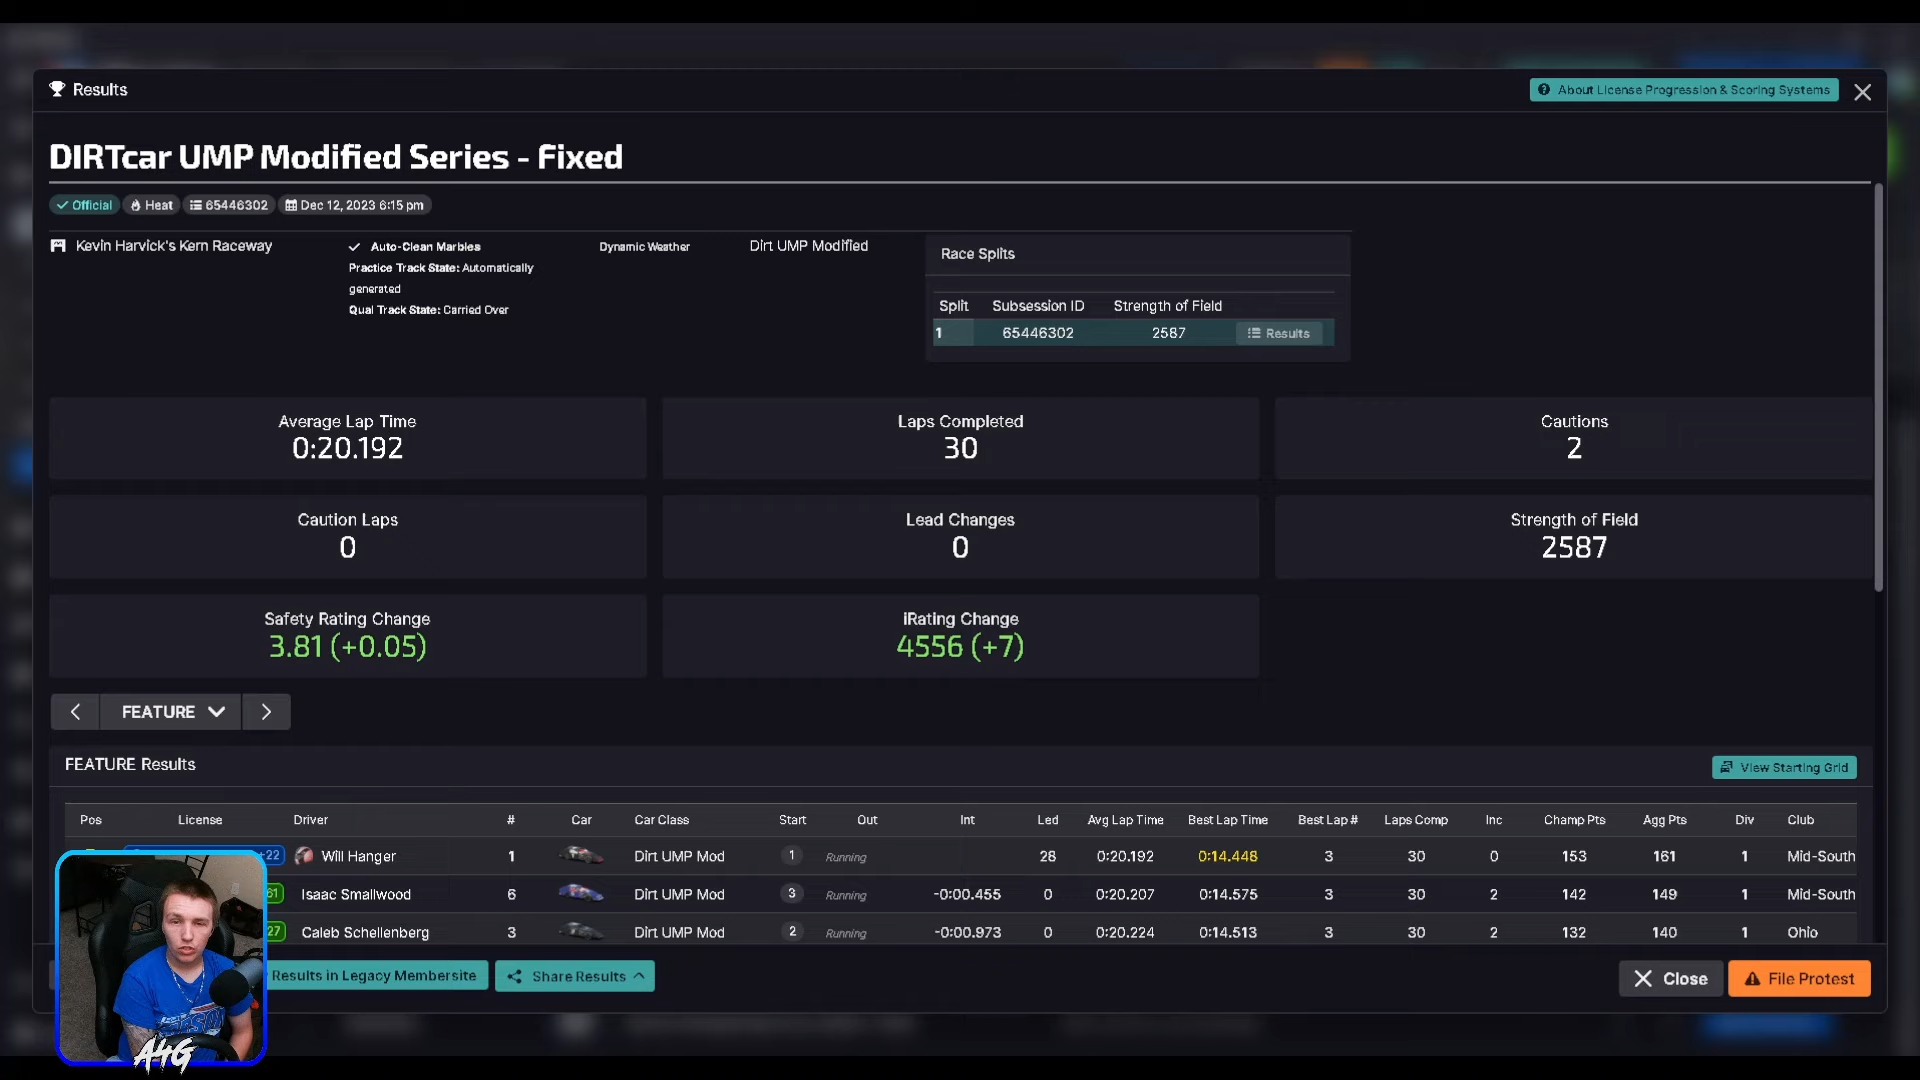 Results
About License Progression & Scoring Systems
DIRTcar UMP Modified Series - Fixed
Official Heat 65446302 Dec 12, 2023 6:15 pm
Kevin Harvick's Kern Raceway
Auto-Clean Marbles
Practice Track State: Automatically
generated
Qual Track State: Carried Over
Dynamic Weather
Dirt UMP Modified
Race Splits
Split Subsession ID Strength of Field
1 65446302 2587 Results
Average Lap Time
0:20.192
Laps Completed
30
Cautions
2
Caution Laps
0
Lead Changes
0
Strength of Field
2587
Safety Rating Change
3.81 (+0.05)
iRating Change
4556 (+7)
FEATURE
FEATURE Results
View Starting Grid
Pos License Driver # Car Car Class Start Out Int Led Avg Lap Time Best Lap Time Best Lap # Laps Comp Inc Champ Pts Agg Pts Div Club
+22 Will Hanger 1 Dirt UMP Mod 1 Running 28 0:20.192 0:14.448 3 30 0 153 161 1 Mid-South
61 Isaac Smallwood 6 Dirt UMP Mod 3 Running -0:00.455 0 0:20.207 0:14.575 3 30 2 142 149 1 Mid-South
27 Caleb Schellenberg 3 Dirt UMP Mod 2 Running -0:00.973 0 0:20.224 0:14.513 3 30 2 132 140 1 Ohio
Results in Legacy Membersite
Share Results
Close
File Protest
A4G